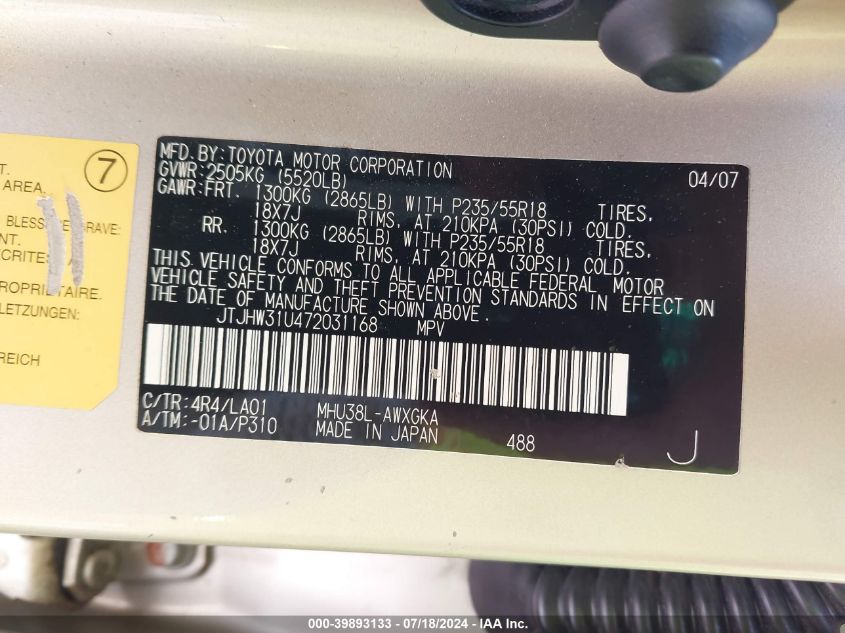 7
T.
AREA.
BLESS GRAVE:
NT.
ECRITES
PROPRIETAIRE.
LETZUNGEN:
REICH
MFD. BY: TOYOTA MOTOR CORPORATION 04/07
GVWR: 2505KG (5520LB)
GAWR: FRT. 1300KG (2865LB) WITH P235/55R18 TIRES,
18X7J RIMS, AT 210KPA (30PSI) COLD.
RR. 1300KG (2865LB) WITH P235/55R18 TIRES,
18X7J RIMS, AT 210KPA (30PSI) COLD.
THIS VEHICLE CONFORMS TO ALL APPLICABLE FEDERAL MOTOR
VEHICLE SAFETY AND THEFT PREVENTION STANDARDS IN EFFECT ON
THE DATE OF MANUFACTURE SHOWN ABOVE.
JTJHW31U472031168 MPV
C/TR: 4R4/LA01 MHU38L-AWXGKA
A/TM: -01A/P310 MADE IN JAPAN 488 J
000-39893133 - 07/18/2024 - IAA Inc.